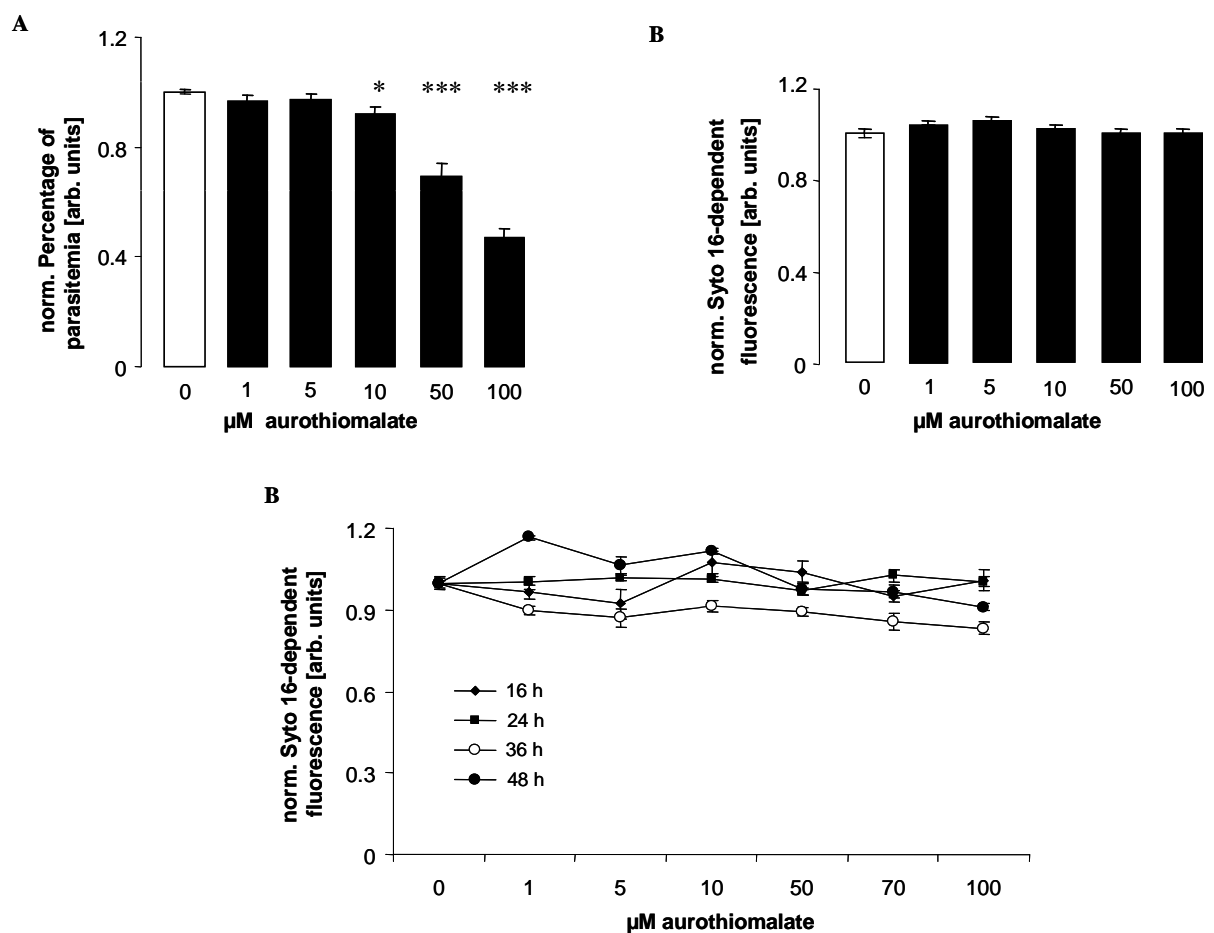 A
norm. Percentage of
parasitemia [arb. units]
1.2
0.8
0.4
0
* *** ***
0 1 5 10 50 100
µM aurothiomalate
B
norm. Syto 16-dependent
fluorescence [arb. units]
1.2
0.8
0.4
0
0 1 5 10 50 100
µM aurothiomalate
B
norm. Syto 16-dependent
fluorescence [arb. units]
1.2
0.9
0.6
0.3
0
16 h
24 h
36 h
48 h
0 1 5 10 50 70 100
µM aurothiomalate